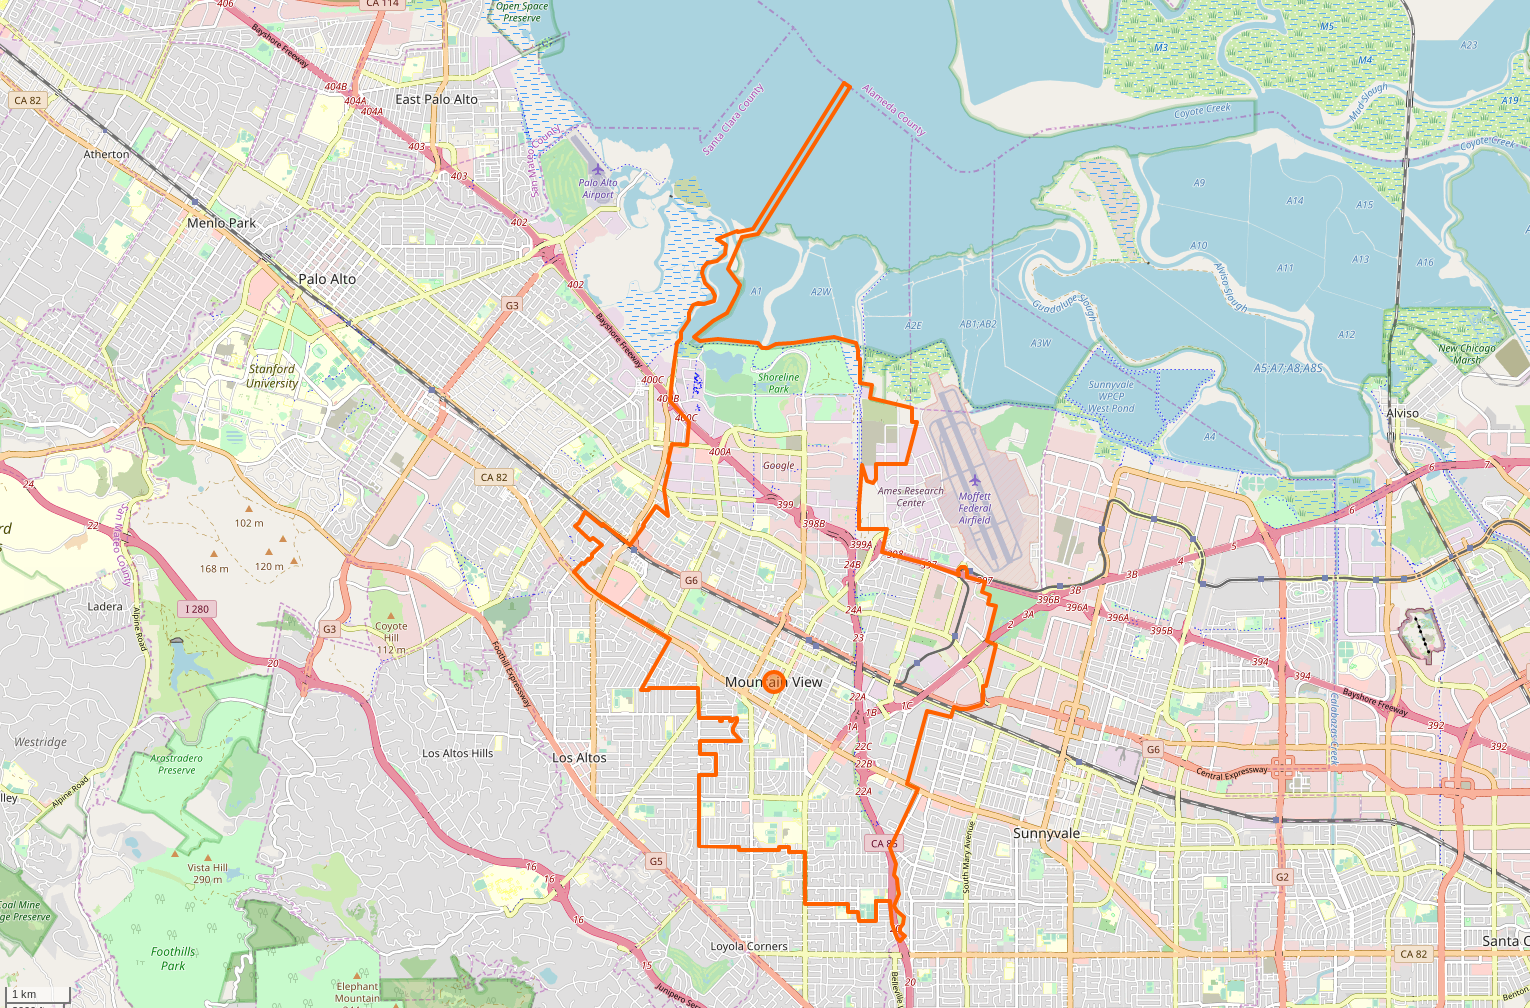 406
CA 114
Open Space
Preserve
Bayshore Freeway
M5
M3
A23
M4
404B
CA 82
404A
404A
East Palo Alto
Santa Clara County
Alameda County
Mud Slough
A19
Coyote Creek
Coyote Creek
403
Atherton
San Mateo County
403
Palo Alto
Airport
A9
A14
A15
Menlo Park
402
A10
A13
A16
A11
Alviso Slough
Palo Alto
402
A1
A2W
G3
Guadalupe Slough
A2E
AB1;AB2
A3W
A12
Bayshore Freeway
New Chicago
Marsh
Stanford
University
400C
Shoreline
Park
Sunnyvale
WPCP
West Pond
A5,A7;A8;A8S
400B
400C
Alviso
A4
400A
Google
6
7
24
CA 82
Ames Research
Center
Moffett
Federal
Airfield
399
22
San Mateo County
102 m
398B
6
399A
5
168 m
120 m
398
397
24B
4
397
G6
3B
3B
396B
Ladera
I 280
24A
396A
3A
Alpine Road
Coyote
Hill
112 m
2
G3
23
396A
395B
Foothill Expressway
20
394
Mountain View
22A
Bayshore Freeway
1C
1B
Westridge
1A
392
Calabazas Creek
Los Altos Hills
Los Altos
22C
G6
392
Arastradero
Preserve
22B
Central Expressway
Alpine Road
22A
lley
Sunnyvale
South Mary Avenue
CA 85
G5
16
Vista Hill
290 m
16
G2
Coal Mine
ge Preserve
16
Loyola Corners
Santa C
Foothills
Park
CA 82
15
Belleville
20
Elephant
Mountain
Junipero Ser
Benton
1 km